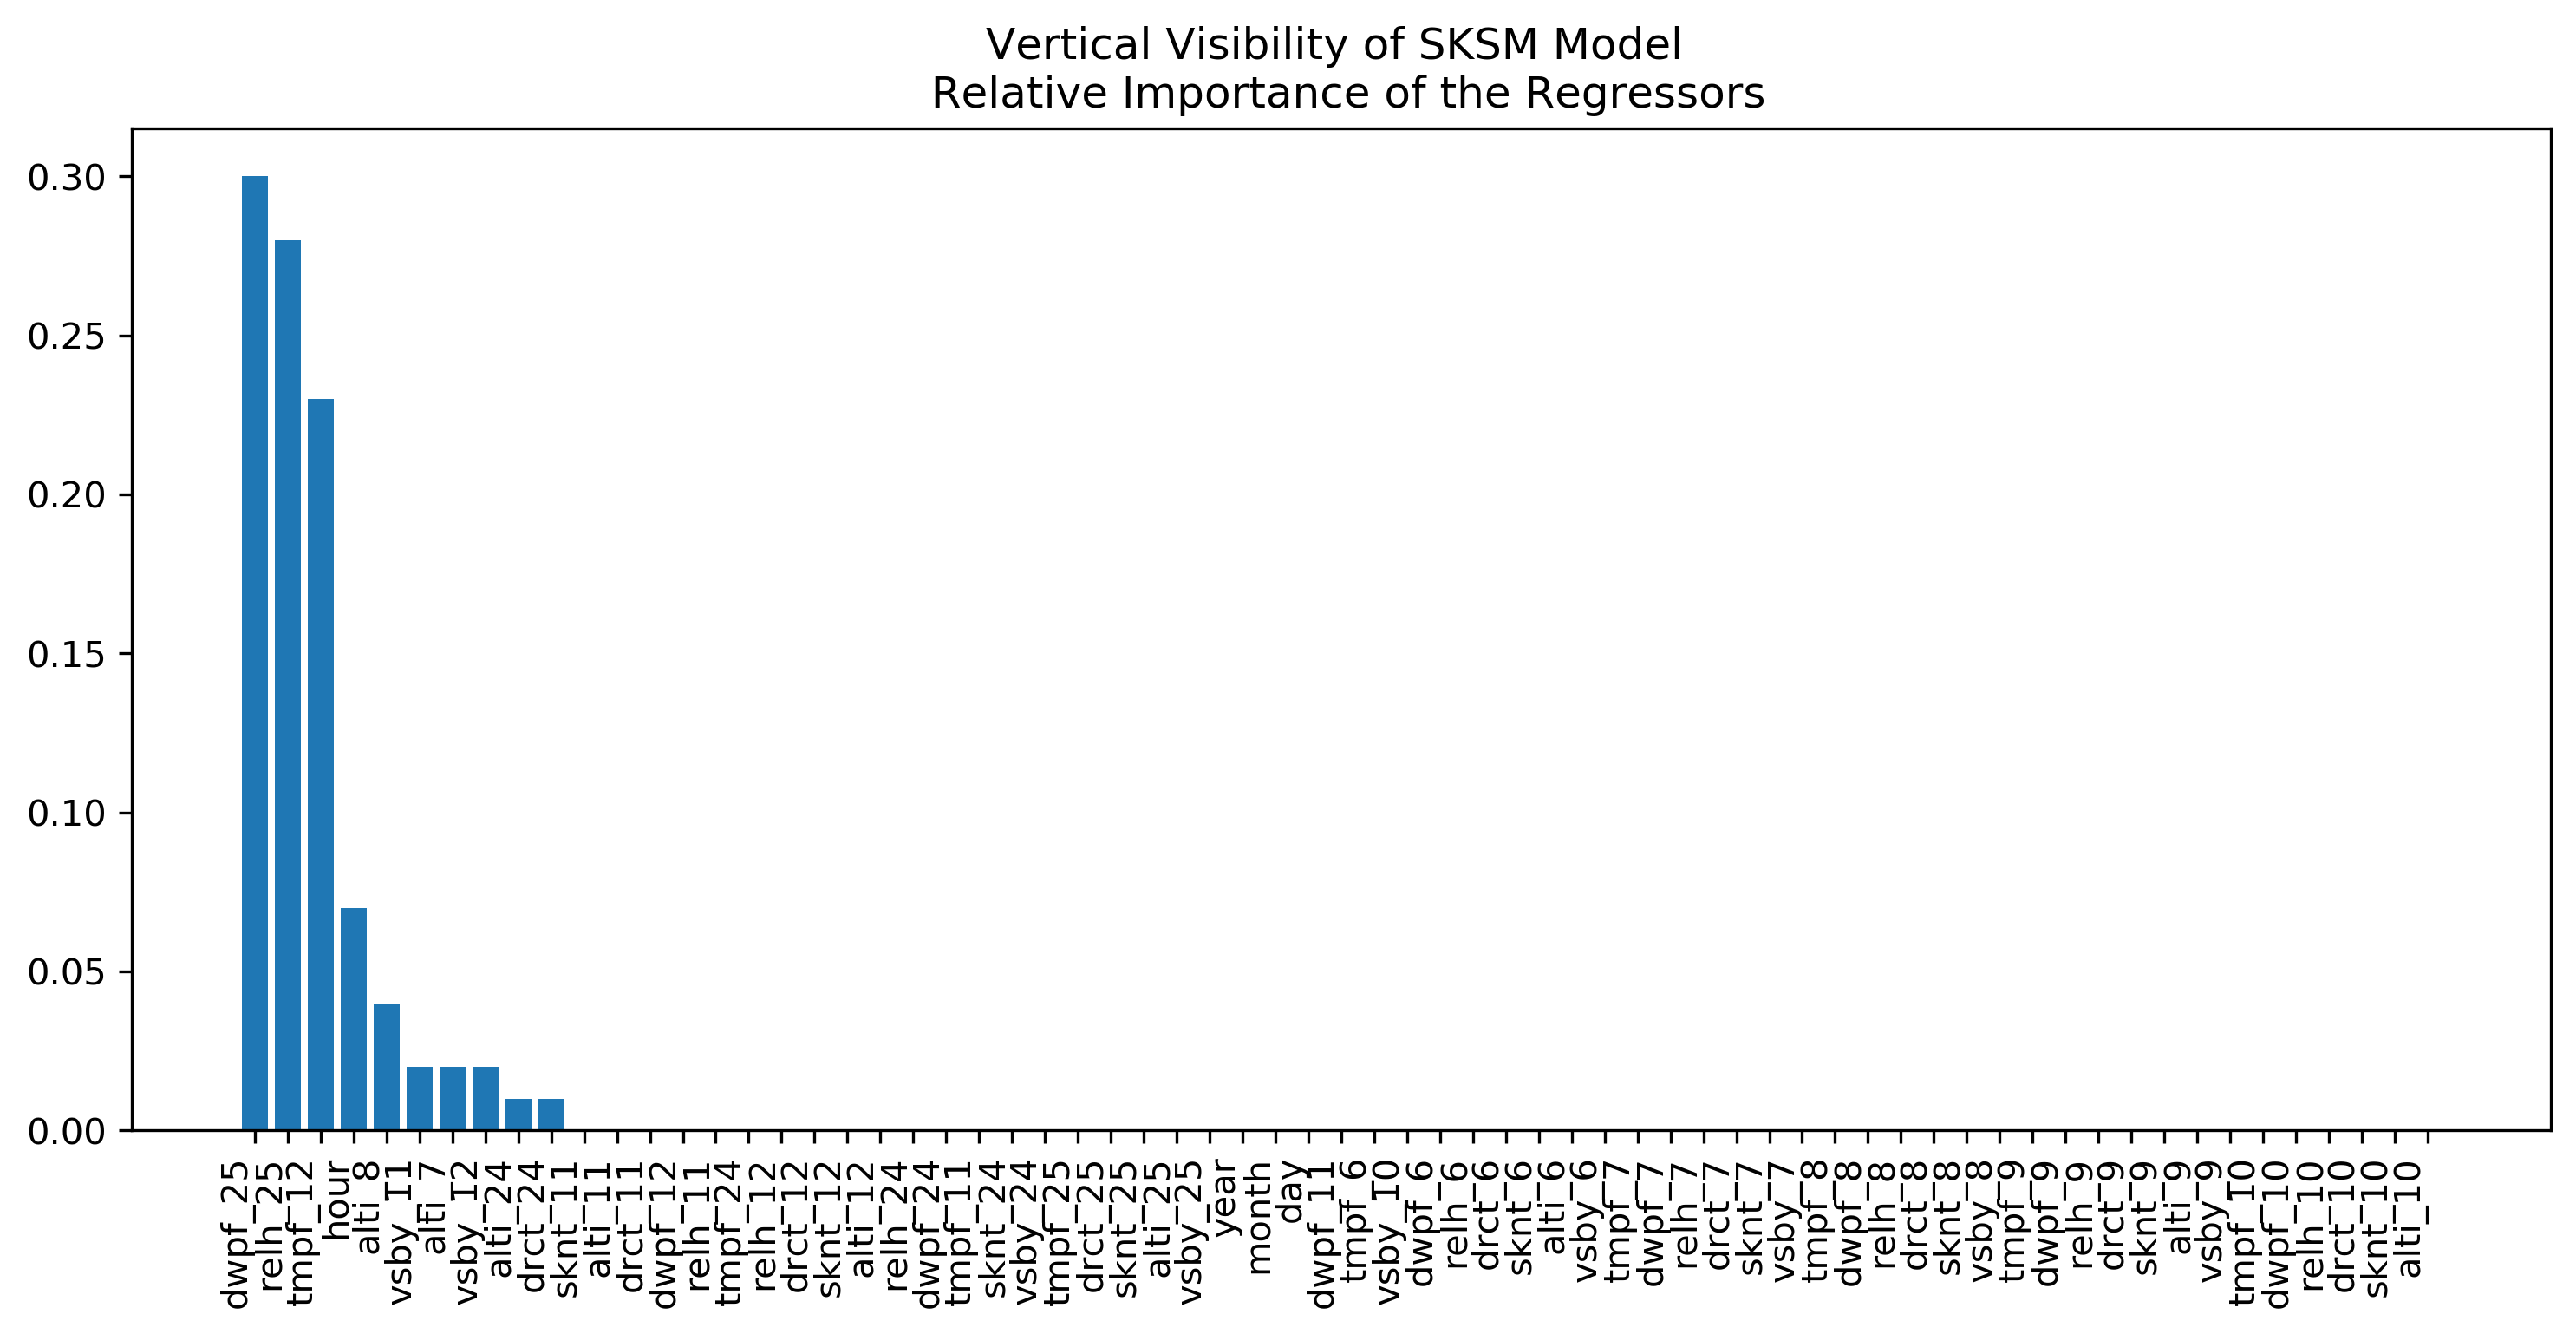 Vertical Visibility of SKSM Model
Relative Importance of the Regressors
0.30
0.25
0.20
0.15
0.10
0.05
0.00
dwpf_25
relh_25
tmpf_12
hour
alti_8
vsby_11
alti_7
vsby_12
alti_24
drct_24
sknt_11
alti_11
drct_11
dwpf_12
relh_11
tmpf_24
relh_12
drct_12
sknt_12
alti_12
relh_24
dwpf_24
tmpf_11
sknt_24
vsby_24
tmpf_25
drct_25
sknt_25
alti_25
vsby_25
year
month
day
dwpf_11
tmpf_6
vsby_10
dwpf_6
relh_6
drct_6
sknt_6
alti_6
vsby_6
tmpf_7
dwpf_7
relh_7
drct_7
sknt_7
vsby_7
tmpf_8
dwpf_8
relh_8
drct_8
sknt_8
vsby_8
tmpf_9
dwpf_9
relh_9
drct_9
sknt_9
alti_9
vsby_9
tmpf_10
dwpf_10
relh_10
drct_10
sknt_10
alti_10